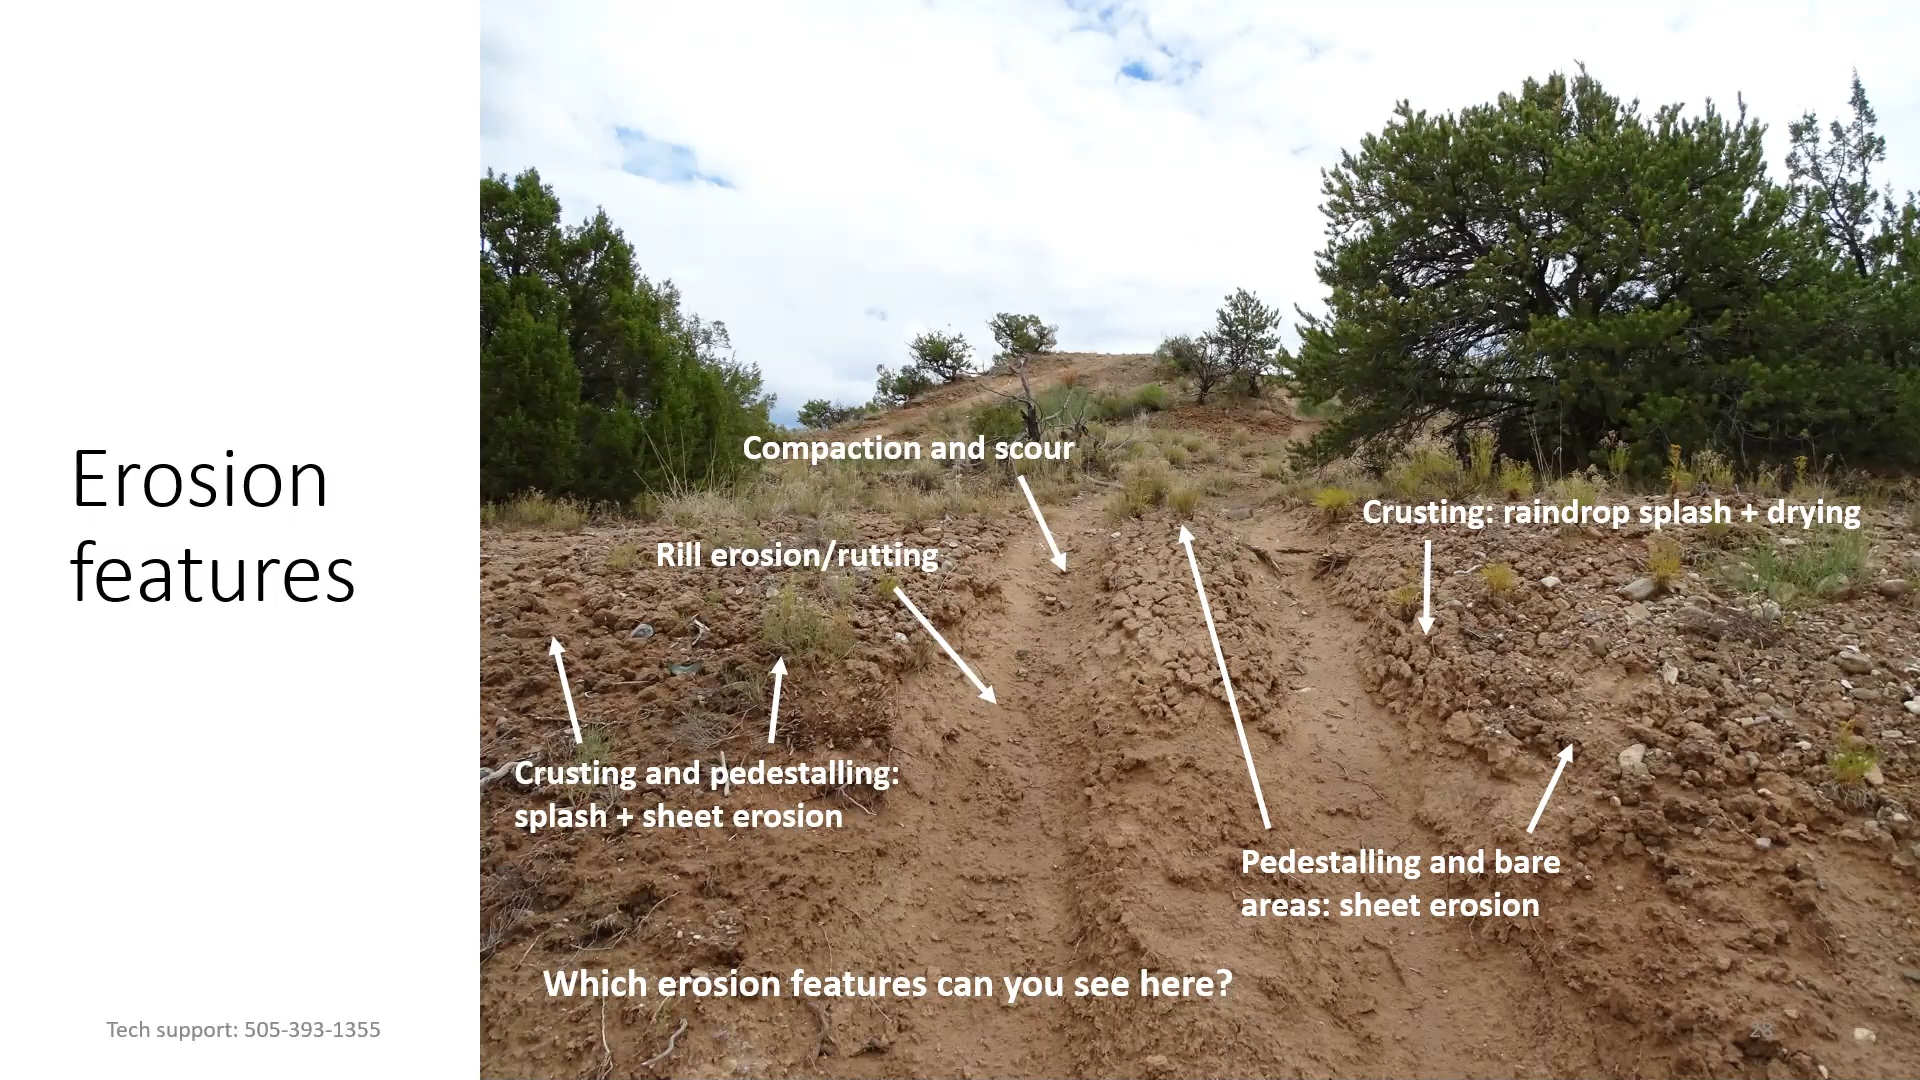 Erosion
features
Compaction and scour
Rill erosion/rutting
Crusting: raindrop splash + drying
Crusting and pedestalling:
splash + sheet erosion
Pedestalling and bare
areas: sheet erosion
Which erosion features can you see here?
Tech support: 505-393-1355
28